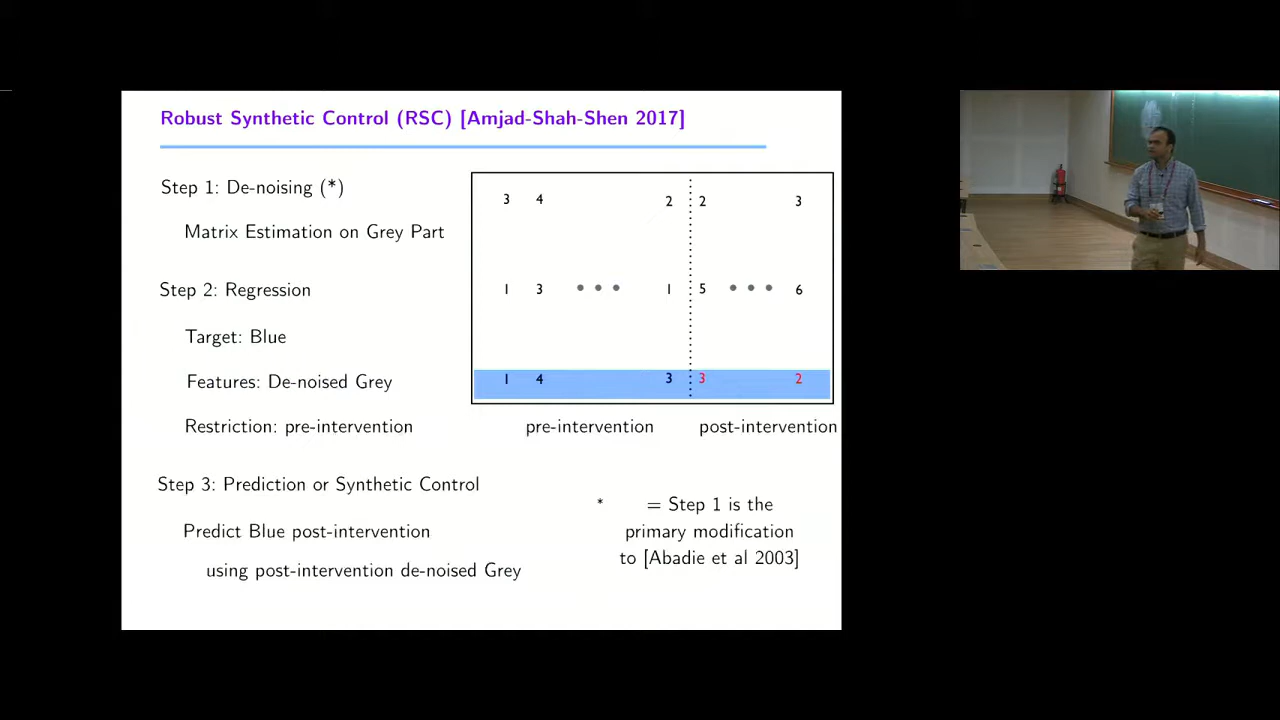 Robust Synthetic Control (RSC) [Amjad-Shah-Shen 2017]
Step 1: De-noising (*)
Matrix Estimation on Grey Part
Step 2: Regression
Target: Blue
Features: De-noised Grey
Restriction: pre-intervention
3 4 2 2 3
1 3 • • • 1 5 • • • 6
1 4 3 3 2
pre-intervention post-intervention
Step 3: Prediction or Synthetic Control
Predict Blue post-intervention
using post-intervention de-noised Grey
* = Step 1 is the
primary modification
to [Abadie et al 2003]